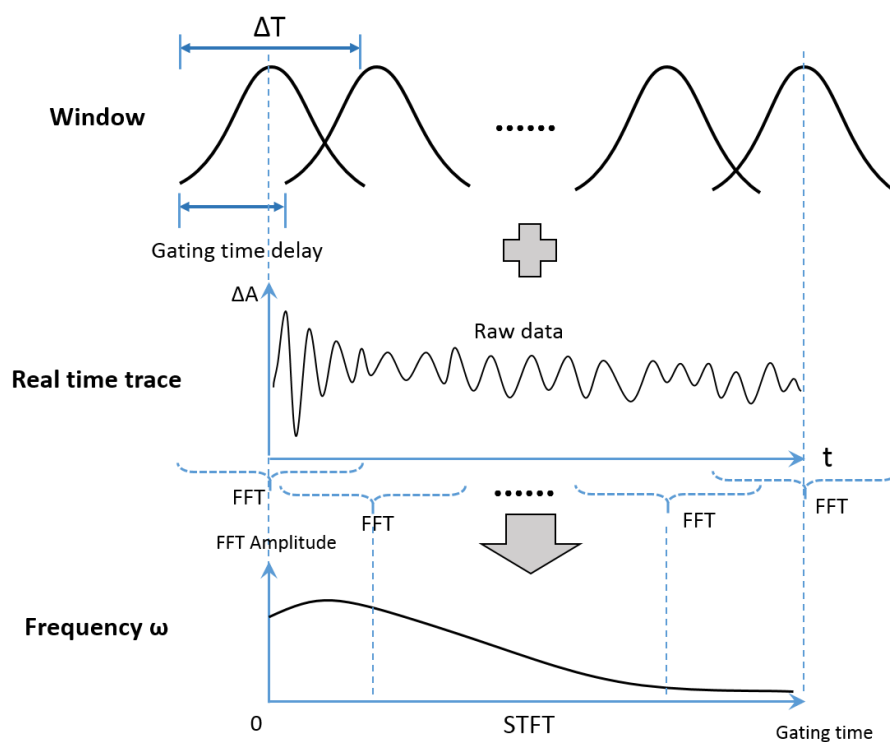 ΔT
Window
......
Gating time delay
ΔA
Raw data
Real time trace
t
FFT
FFT
......
FFT
FFT
FFT Amplitude
Frequency ω
0
STFT
Gating time